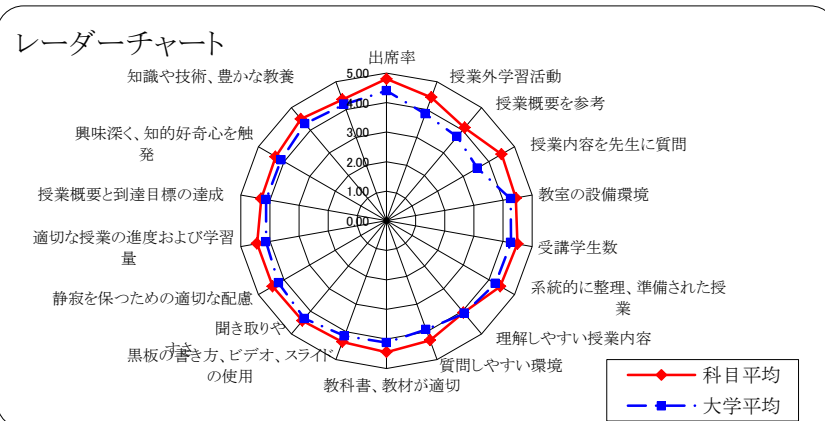 レーダーチャート
出席率
授業外学習活動
授業概要を参考
授業内容を先生に質問
教室の設備環境
受講学生数
系統的に整理、準備された授
業
理解しやすい授業内容
質問しやすい環境
教科書、教材が適切
黒板の書き方、ビデオ、スライド
の使用
聞き取りや
すさ
静寂を保つための適切な配慮
適切な授業の進度および学習
量
授業概要と到達目標の達成
興味深く、知的好奇心を触
発
知識や技術、豊かな教養
5.00
4.00
3.00
2.00
1.00
0.00
科目平均
大学平均